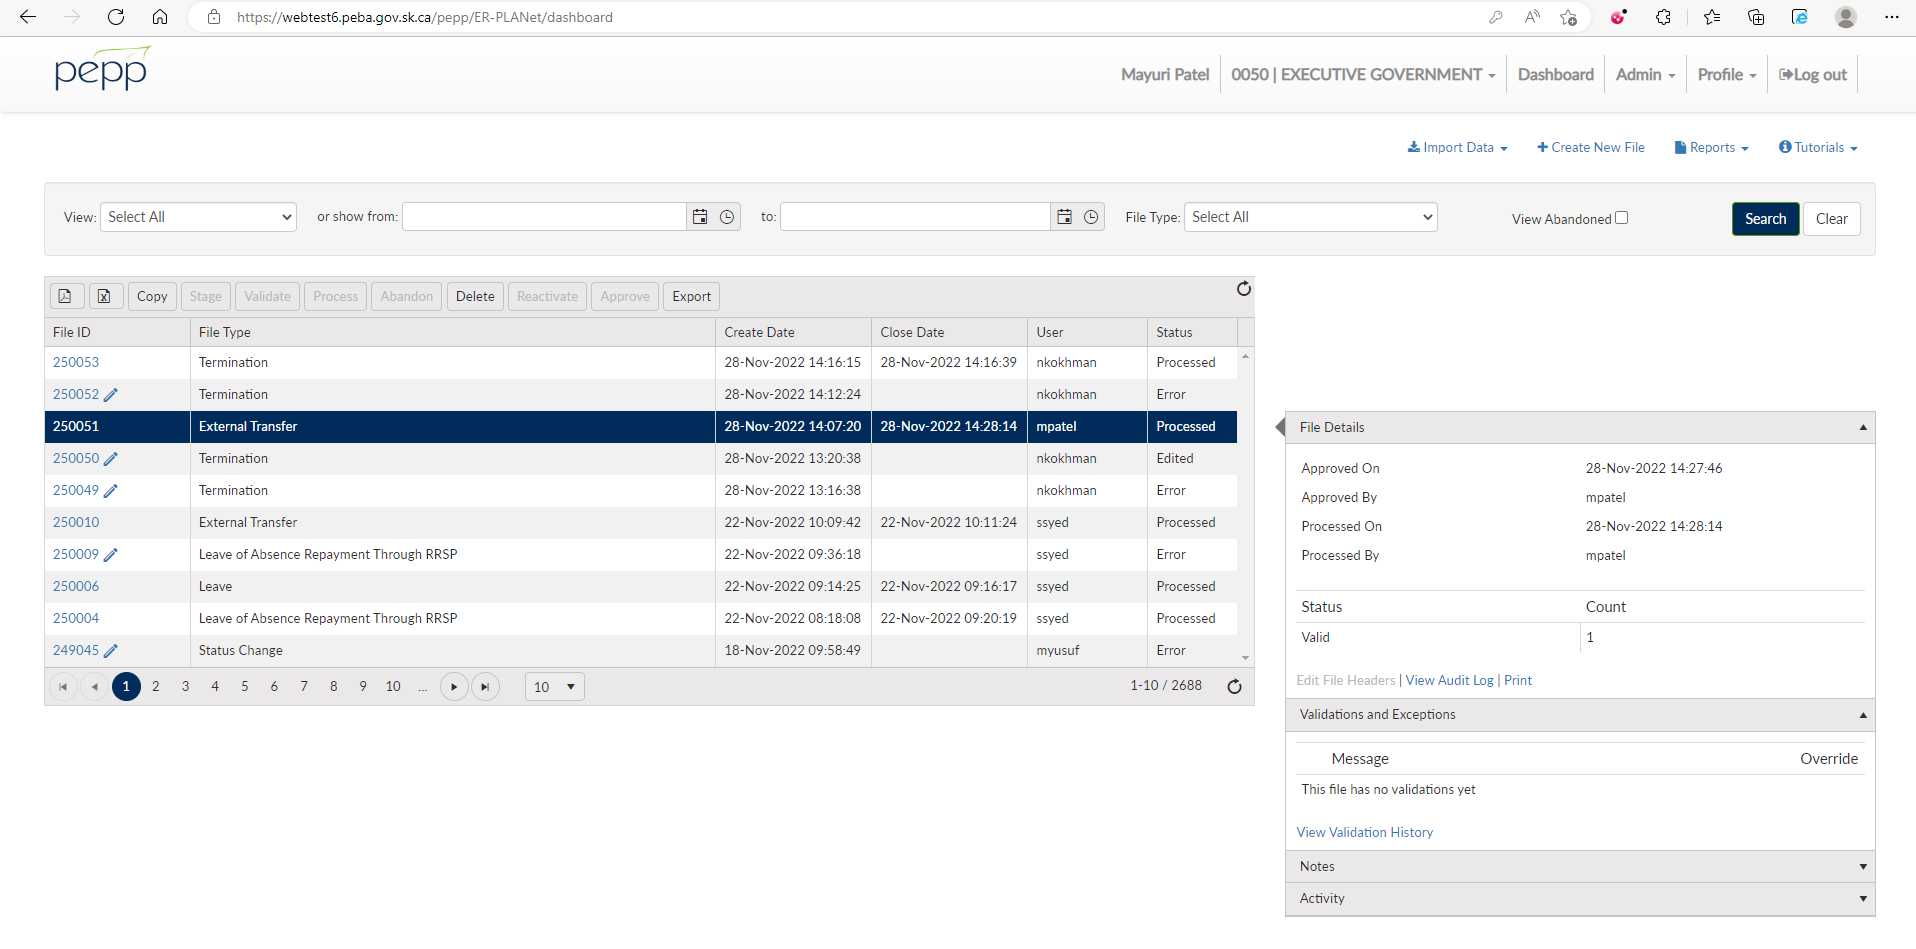 https://webtest6.peba.gov.sk.ca/pepp/ER-PLANet/dashboard
pepp
Mayuri Patel 0050 | EXECUTIVE GOVERNMENT Dashboard Admin Profile Log out
Import Data Create New File Reports Tutorials
View: Select All or show from: to: File Type: Select All View Abandoned Search Clear
Copy Stage Validate Process Abandon Delete Reactivate Approve Export
File ID File Type Create Date Close Date User Status
250053 Termination 28-Nov-2022 14:16:15 28-Nov-2022 14:16:39 nkokhman Processed
250052 Termination 28-Nov-2022 14:12:24 nkokhman Error
250051 External Transfer 28-Nov-2022 14:07:20 28-Nov-2022 14:28:14 mpatel Processed
250050 Termination 28-Nov-2022 13:20:38 nkokhman Edited
250049 Termination 28-Nov-2022 13:16:38 nkokhman Error
250010 External Transfer 22-Nov-2022 10:09:42 22-Nov-2022 10:11:24 ssyed Processed
250009 Leave of Absence Repayment Through RRSP 22-Nov-2022 09:36:18 ssyed Error
250006 Leave 22-Nov-2022 09:14:25 22-Nov-2022 09:16:17 ssyed Processed
250004 Leave of Absence Repayment Through RRSP 22-Nov-2022 08:18:08 22-Nov-2022 09:20:19 ssyed Processed
249045 Status Change 18-Nov-2022 09:58:49 myusuf Error
1 2 3 4 5 6 7 8 9 10 ... 10 1-10 / 2688
File Details
Approved On 28-Nov-2022 14:27:46
Approved By mpatel
Processed On 28-Nov-2022 14:28:14
Processed By mpatel
Status Count
Valid 1
Edit File Headers | View Audit Log | Print
Validations and Exceptions
Message Override
This file has no validations yet
View Validation History
Notes
Activity